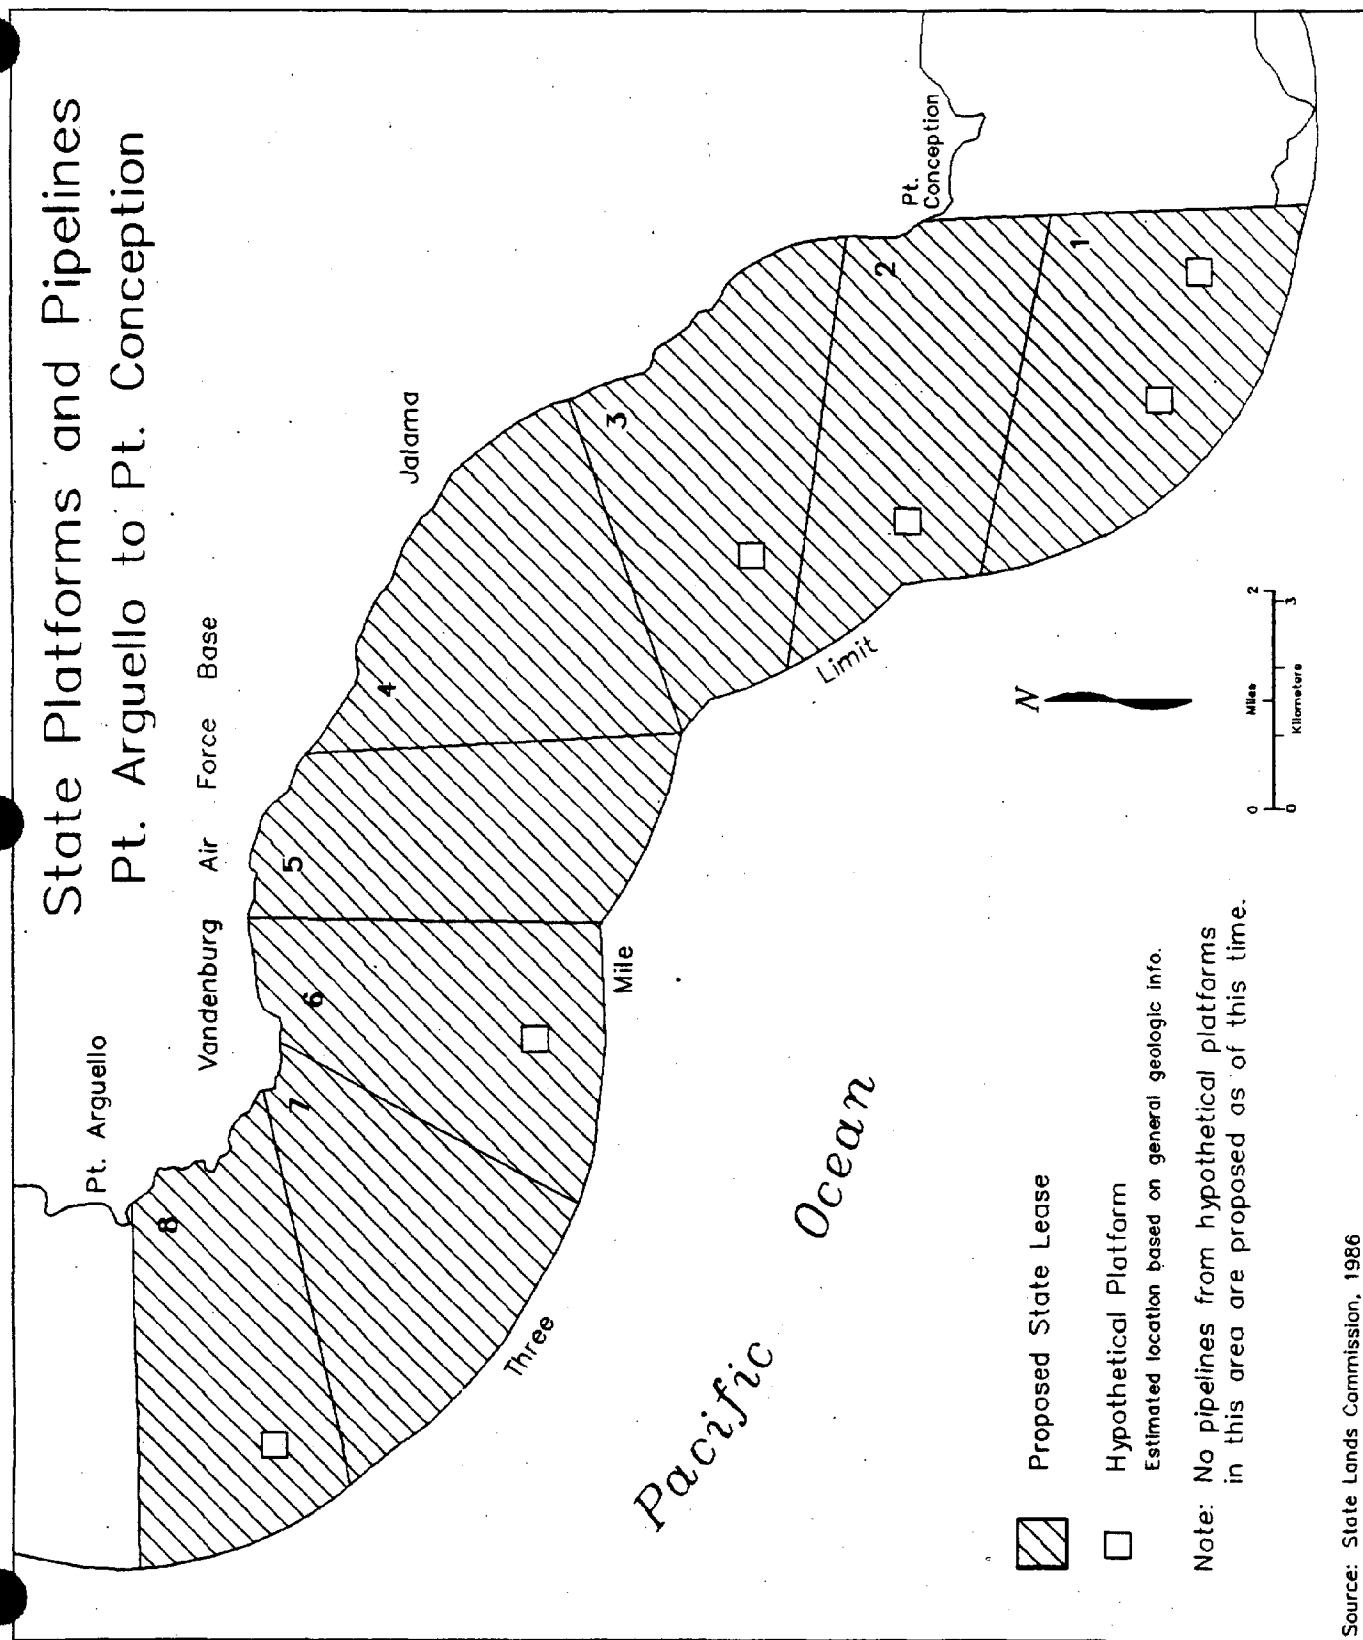 State Platforms and Pipelines
Pt. Arguello to Pt. Conception
Pt. Arguello
Vandenburg Air Force Base
Jalama
Pt.
Conception
8
7
6
5
4
3
2
1
Three
Mile
Limit
Pacific
Ocean
N
0 Miles 2
0 Kilometers 3
Proposed State Lease
Hypothetical Platform
Estimated location based on general geologic info.
Note: No pipelines from hypothetical platforms
in this area are proposed as of this time.
Source: State Lands Commission, 1986